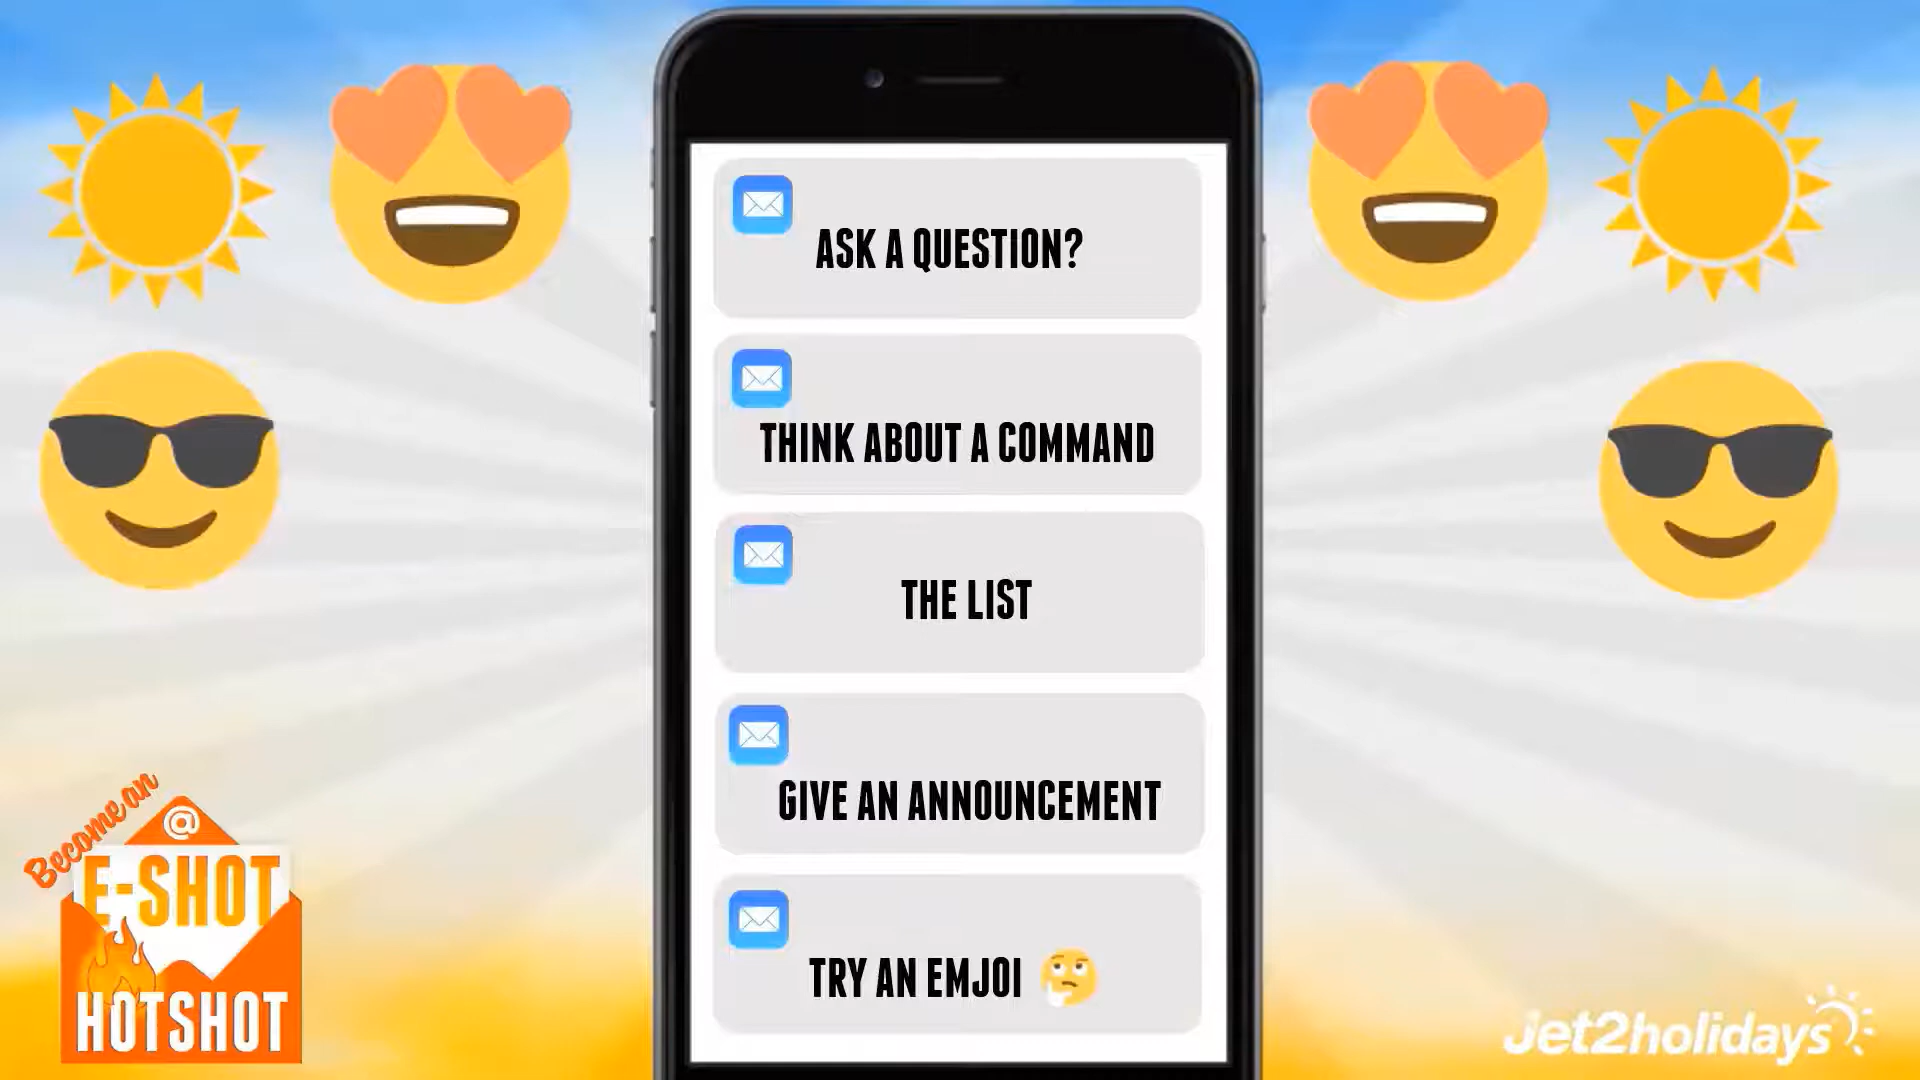 ASK A QUESTION?
THINK ABOUT A COMMAND
THE LIST
GIVE AN ANNOUNCEMENT
TRY AN EMJOI
Become an
@
E-SHOT
HOTSHOT
Jet2holidays